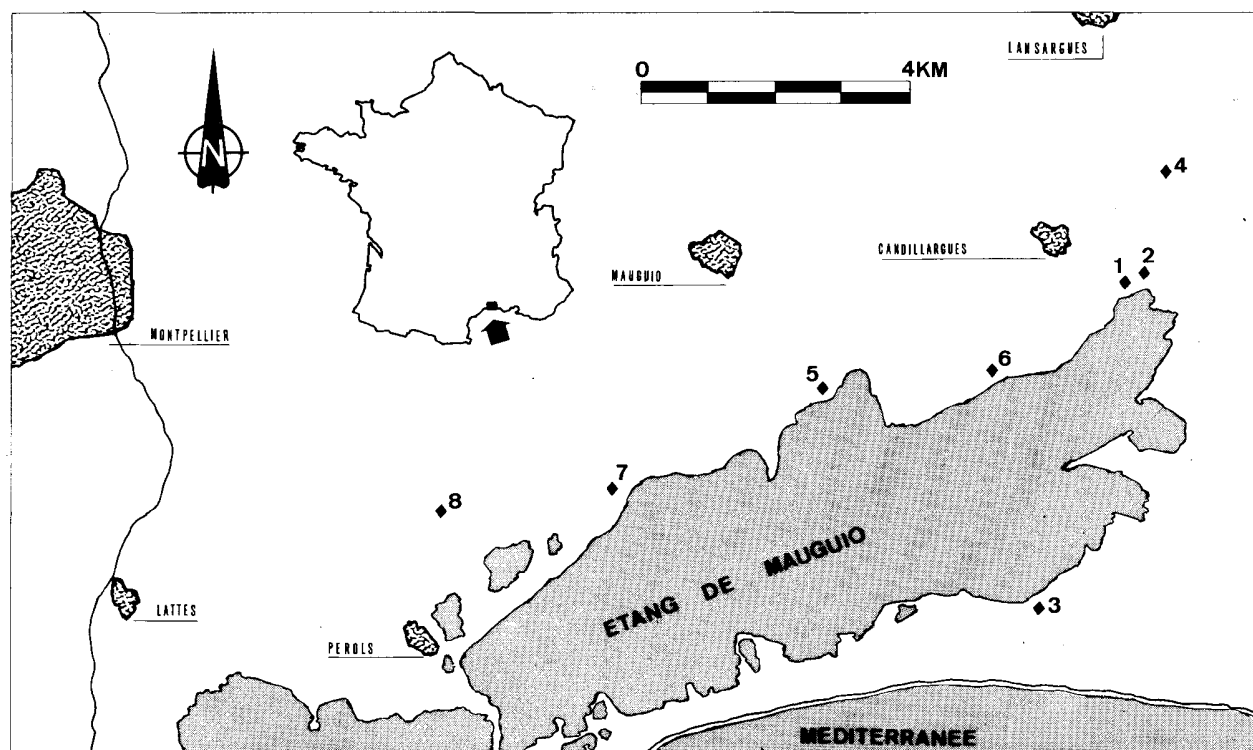 LANSARGUES
0 4KM
N
4
CANDILLARGUES
MAUGUIO
1 2
MONTPELLIER
6
5
7
8
ETANG DE MAUGUIO
LATTES
3
PEROLS
MEDITERRANEE